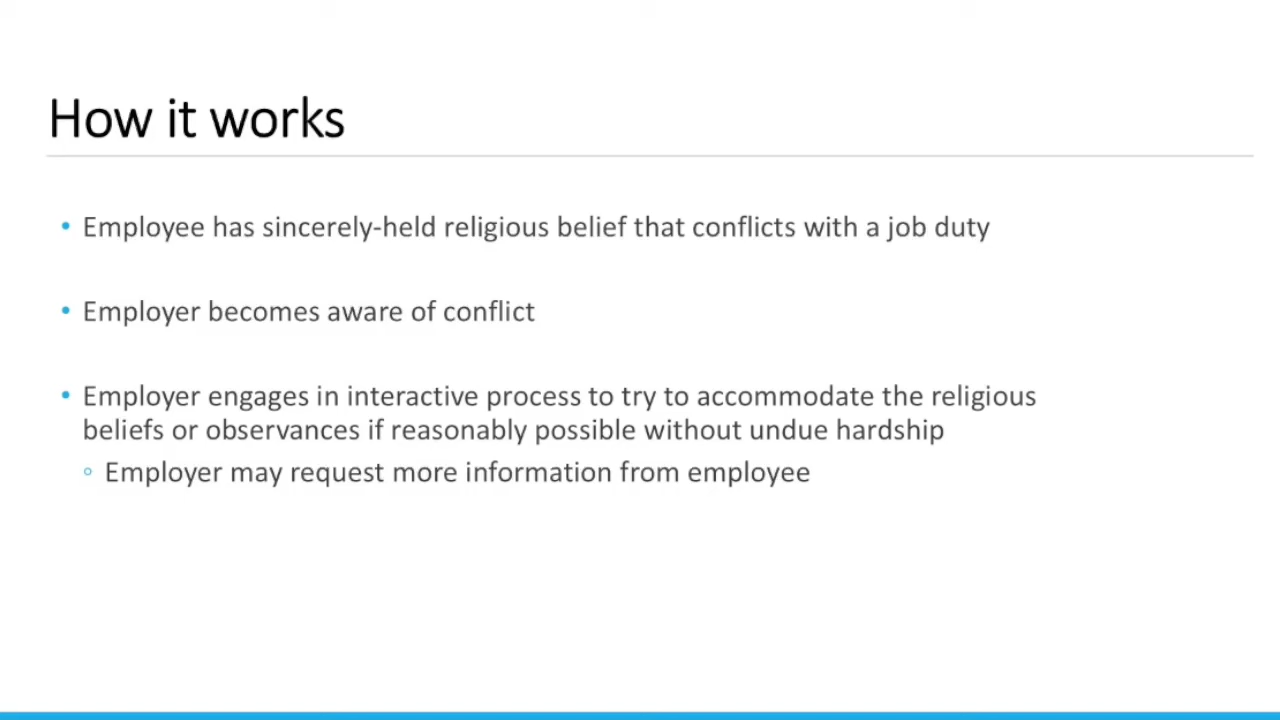 How it works
• Employee has sincerely-held religious belief that conflicts with a job duty
• Employer becomes aware of conflict
• Employer engages in interactive process to try to accommodate the religious
beliefs or observances if reasonably possible without undue hardship
◦ Employer may request more information from employee